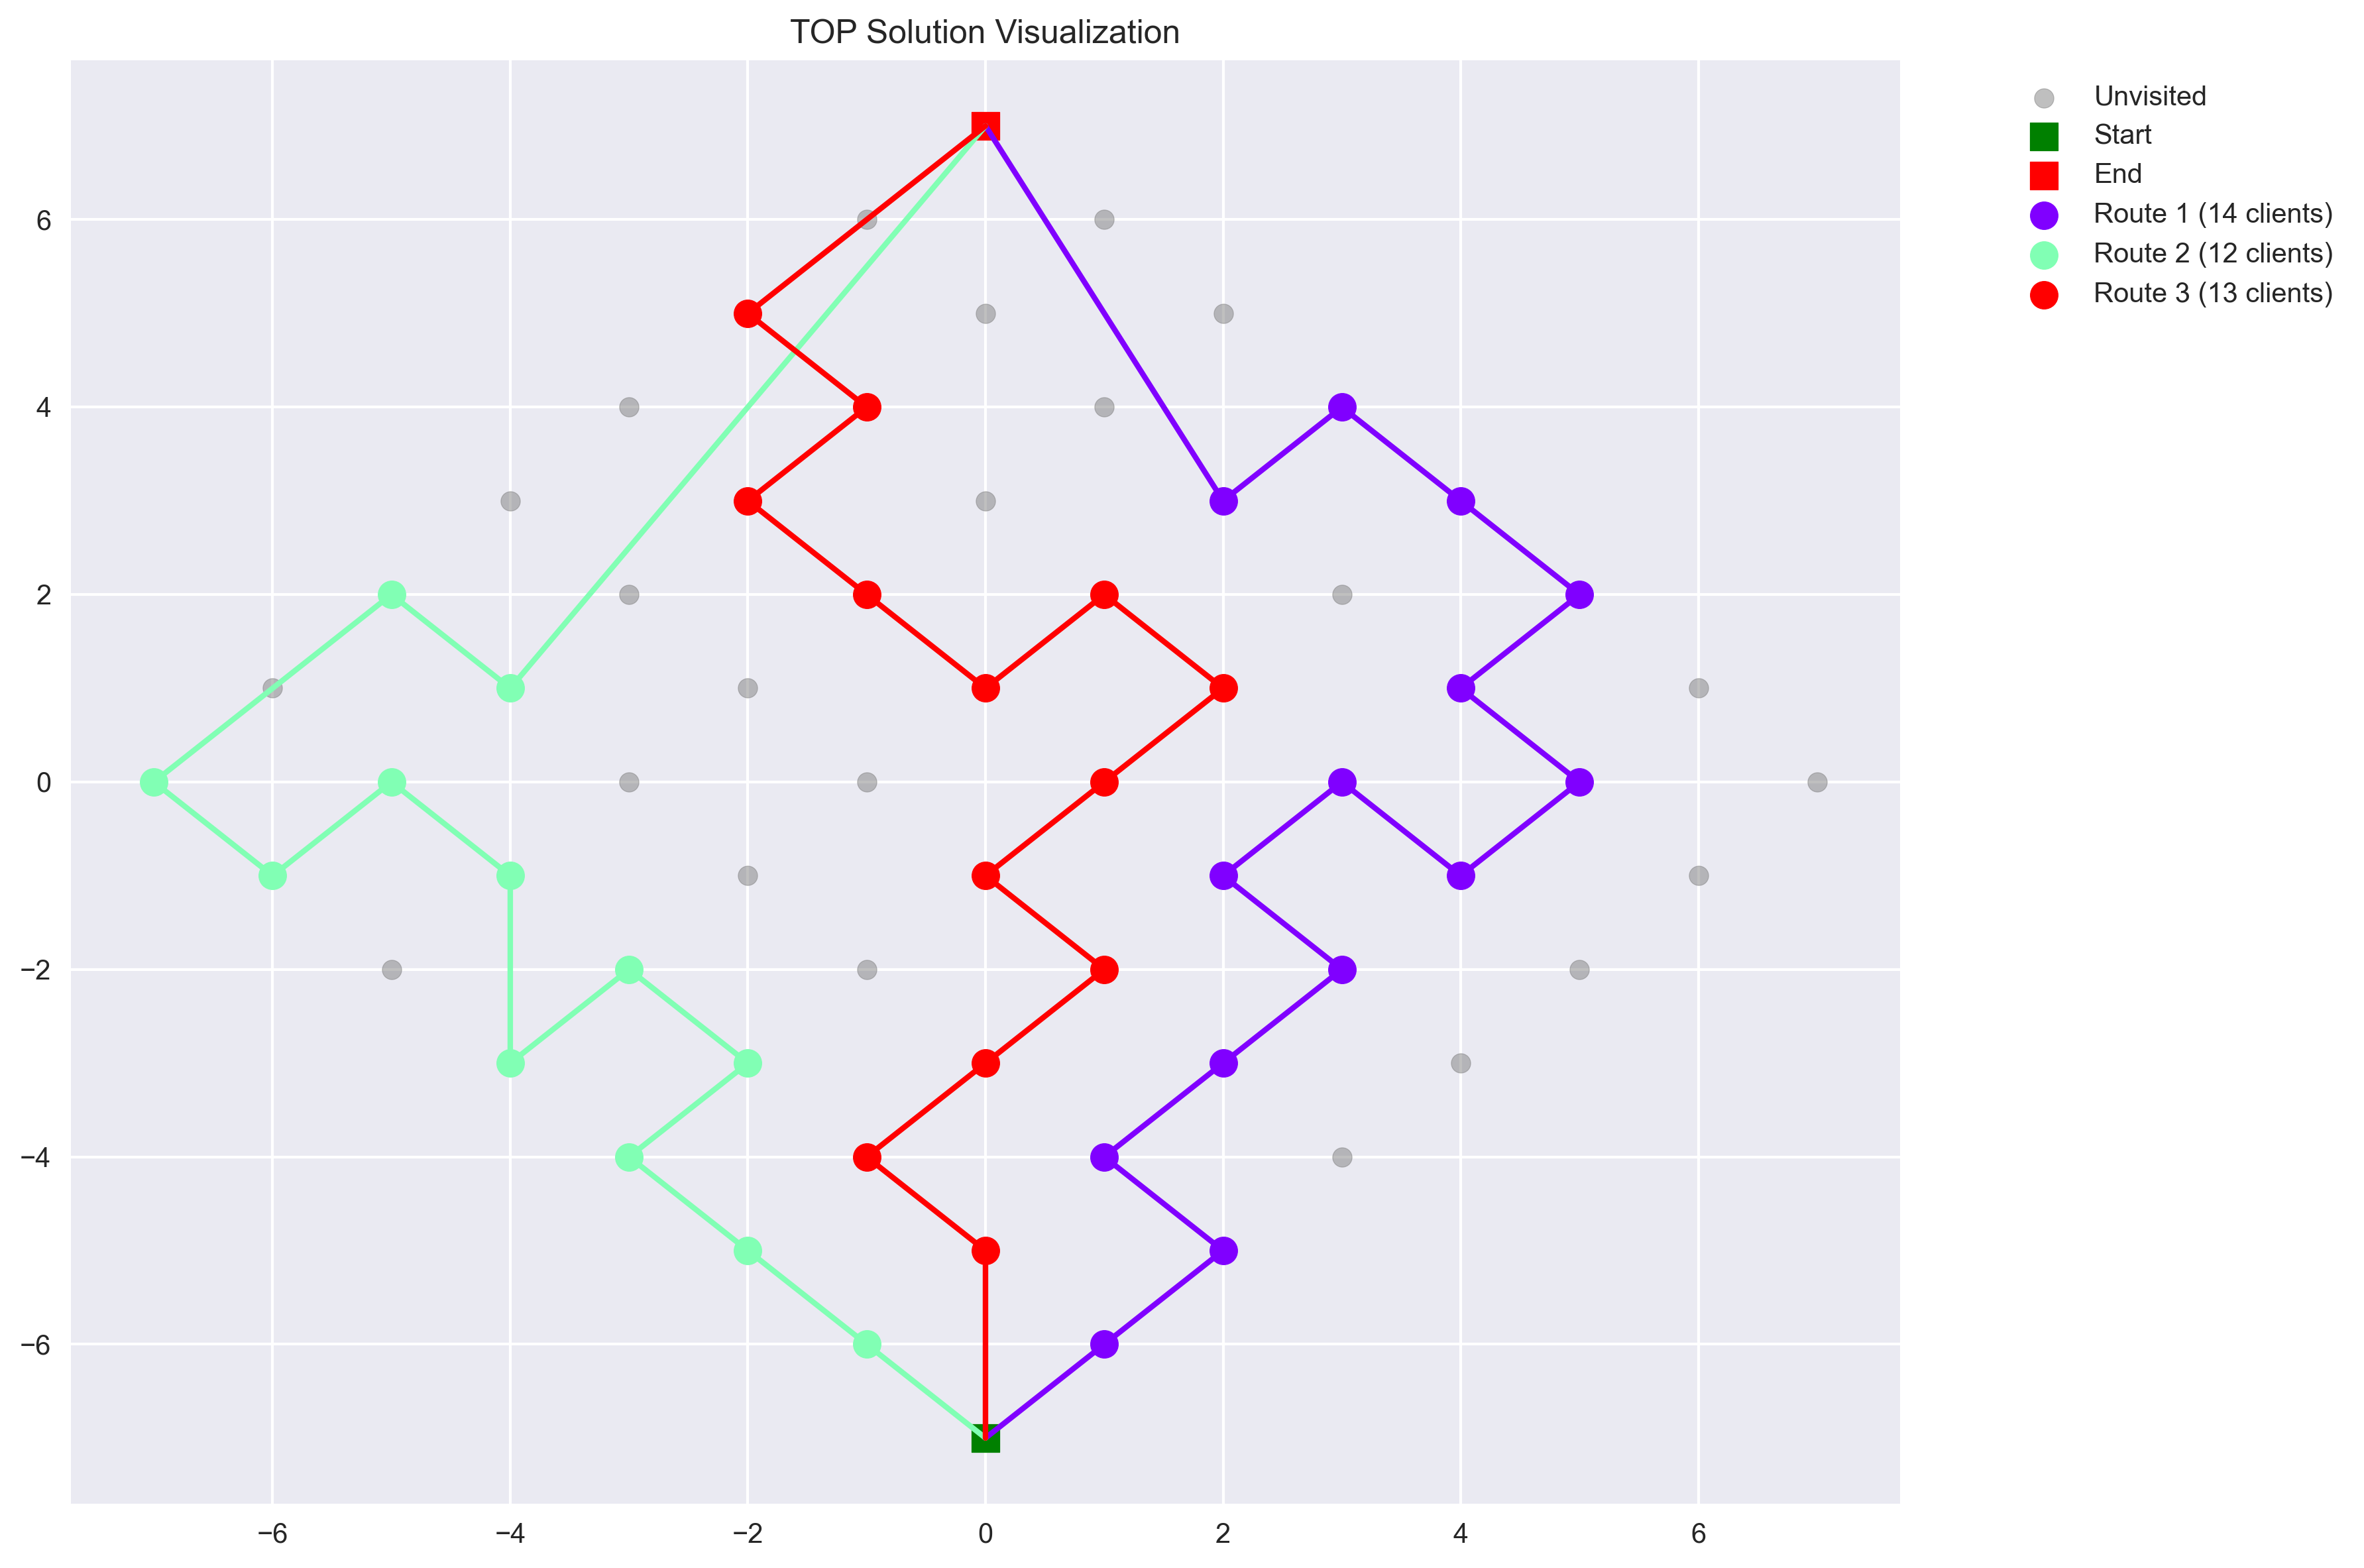 TOP Solution Visualization
Unvisited
Start
End
Route 1 (14 clients)
Route 2 (12 clients)
Route 3 (13 clients)
6
4
2
0
−2
−4
−6
−6 −4 −2 0 2 4 6